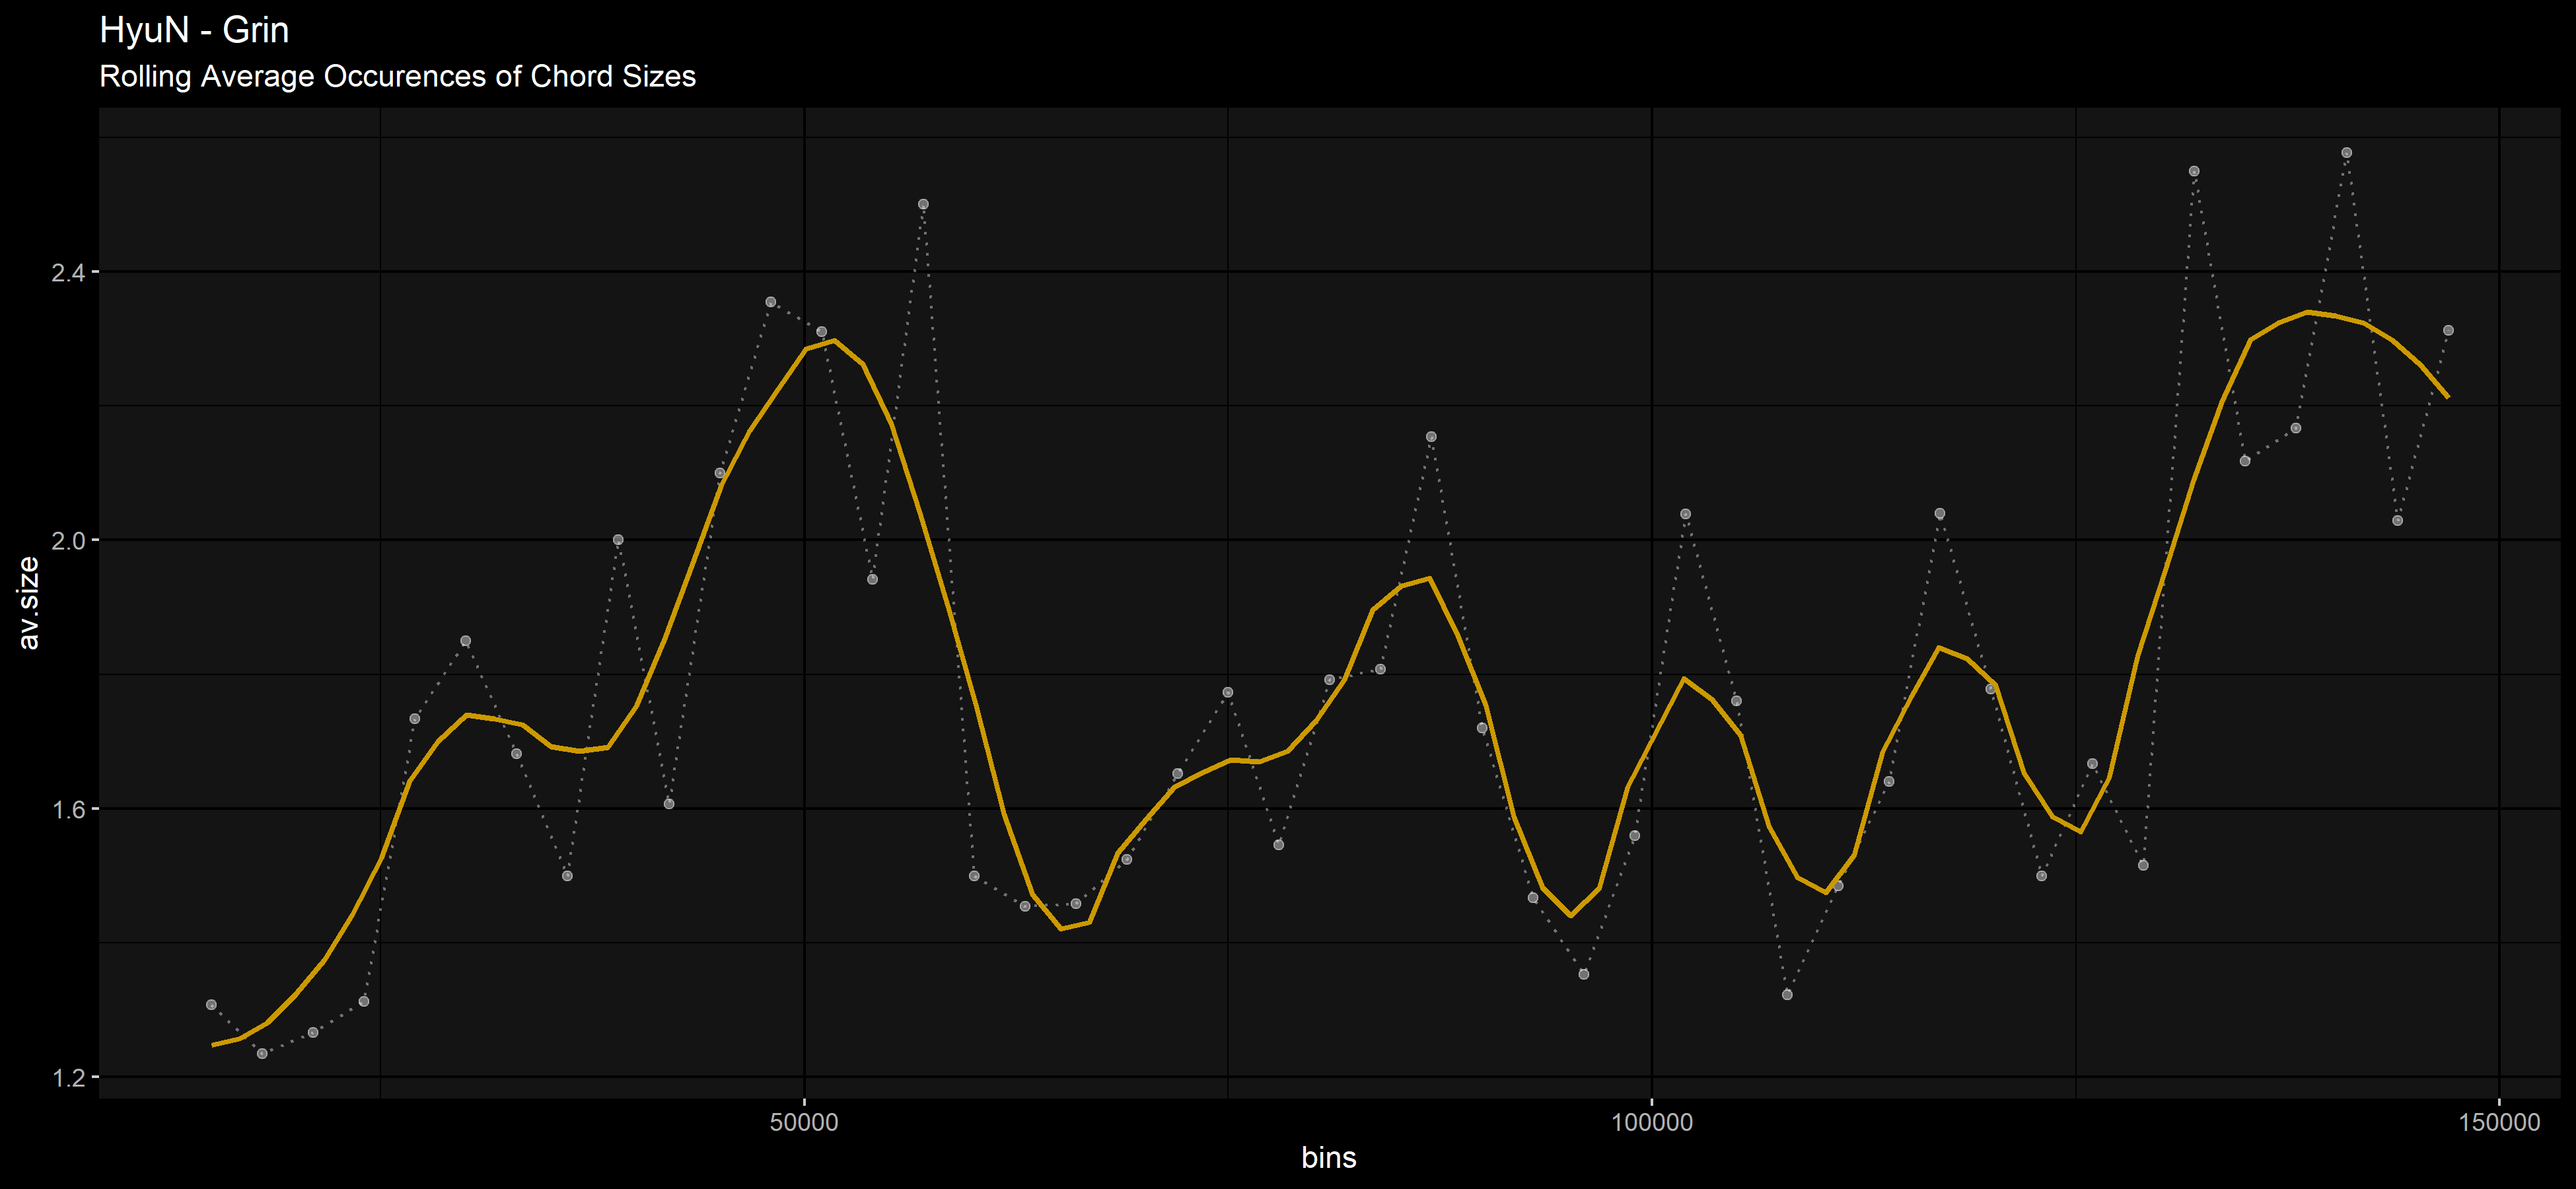 HyuN - Grin
Rolling Average Occurences of Chord Sizes
2.4
2.0
1.6
1.2
av.size
50000
100000
150000
bins